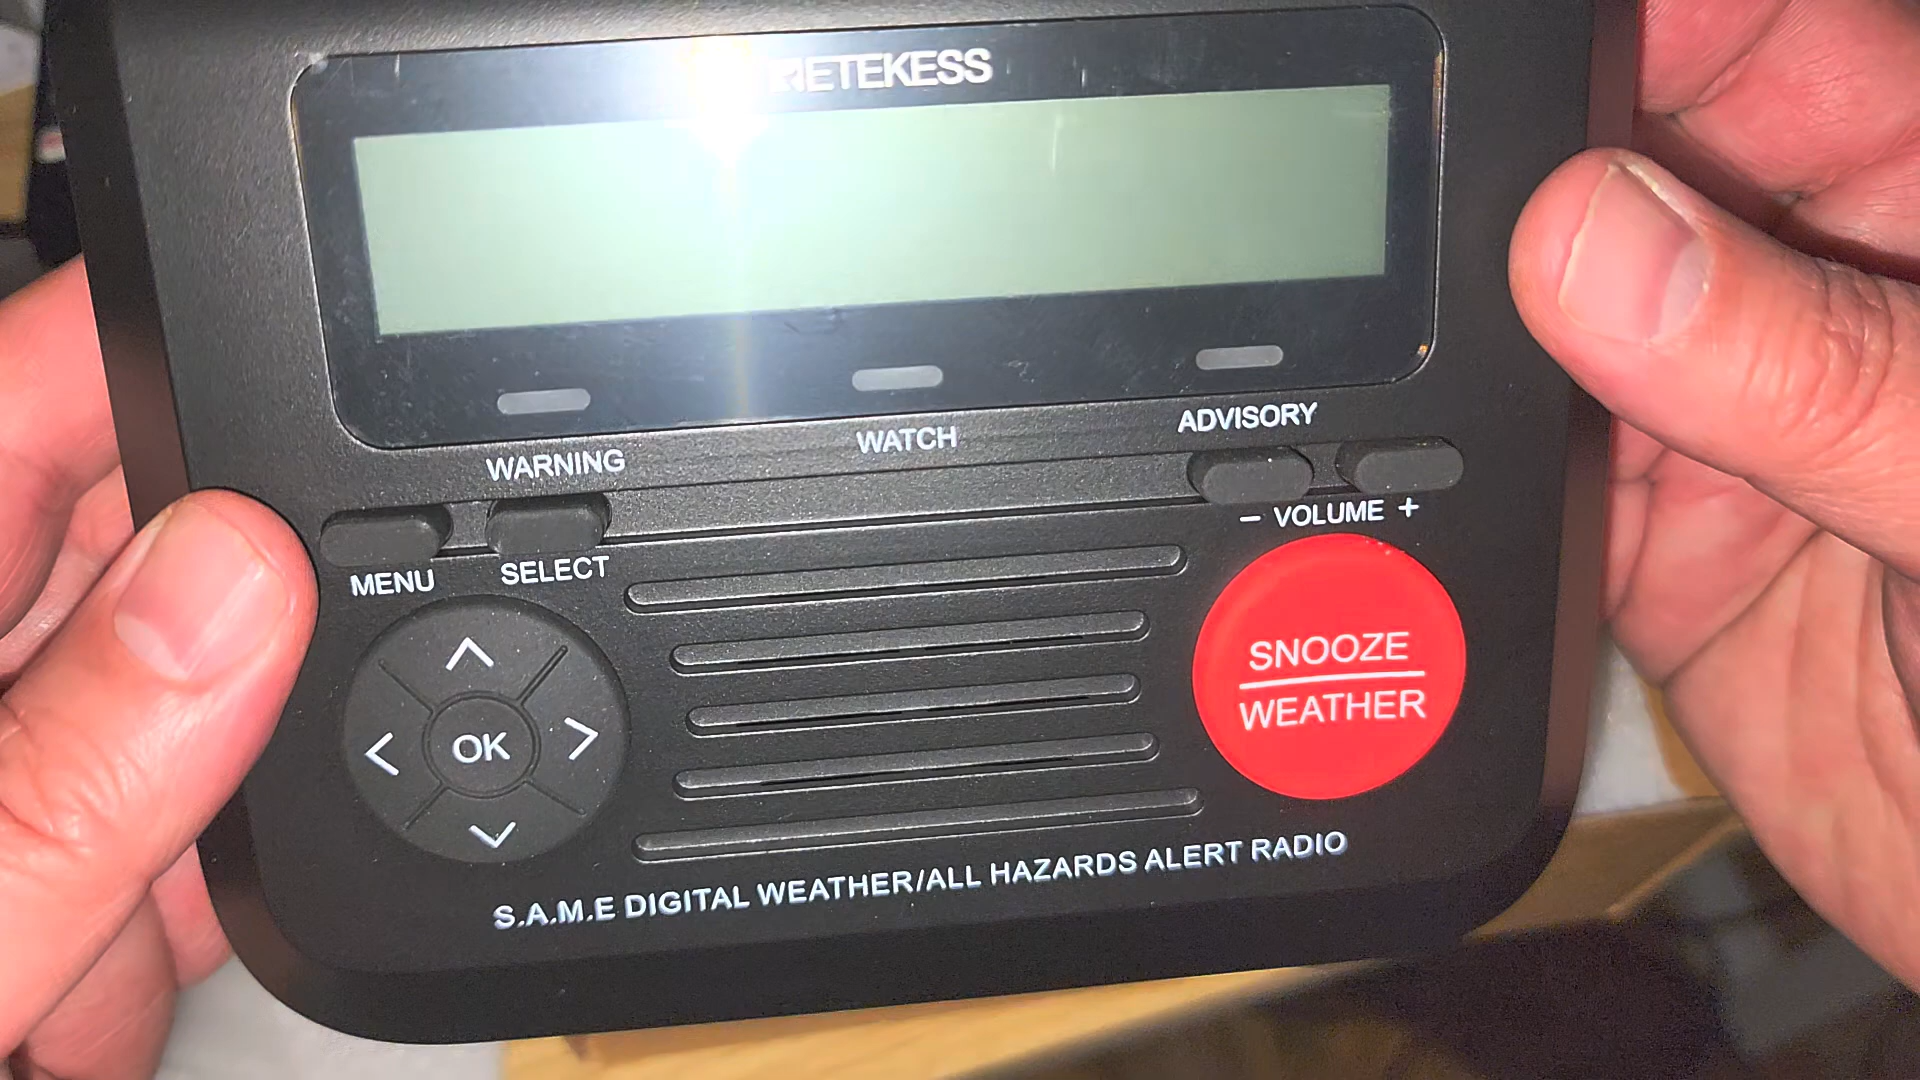 RETEKESS
WARNING
WATCH
ADVISORY
MENU
SELECT
– VOLUME +
OK
SNOOZE
WEATHER
S.A.M.E DIGITAL WEATHER/ALL HAZARDS ALERT RADIO